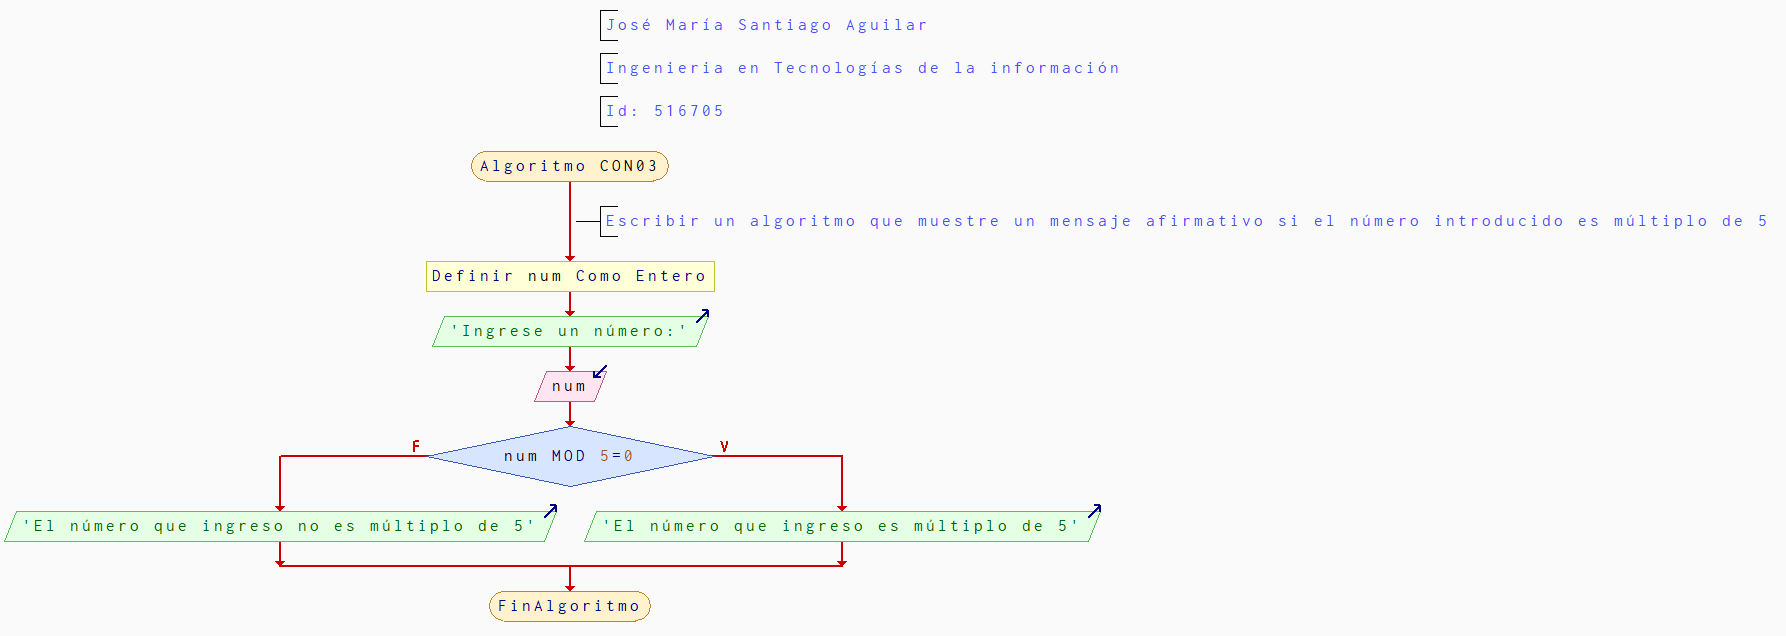 José María Santiago Aguilar
Ingenieria en Tecnologías de la información
Id: 516705
Algoritmo CON03
Escribir un algoritmo que muestre un mensaje afirmativo si el número introducido es múltiplo de 5
Definir num Como Entero
'Ingrese un número:'
num
F
V
num MOD 5=0
'El número que ingreso no es múltiplo de 5'
'El número que ingreso es múltiplo de 5'
FinAlgoritmo